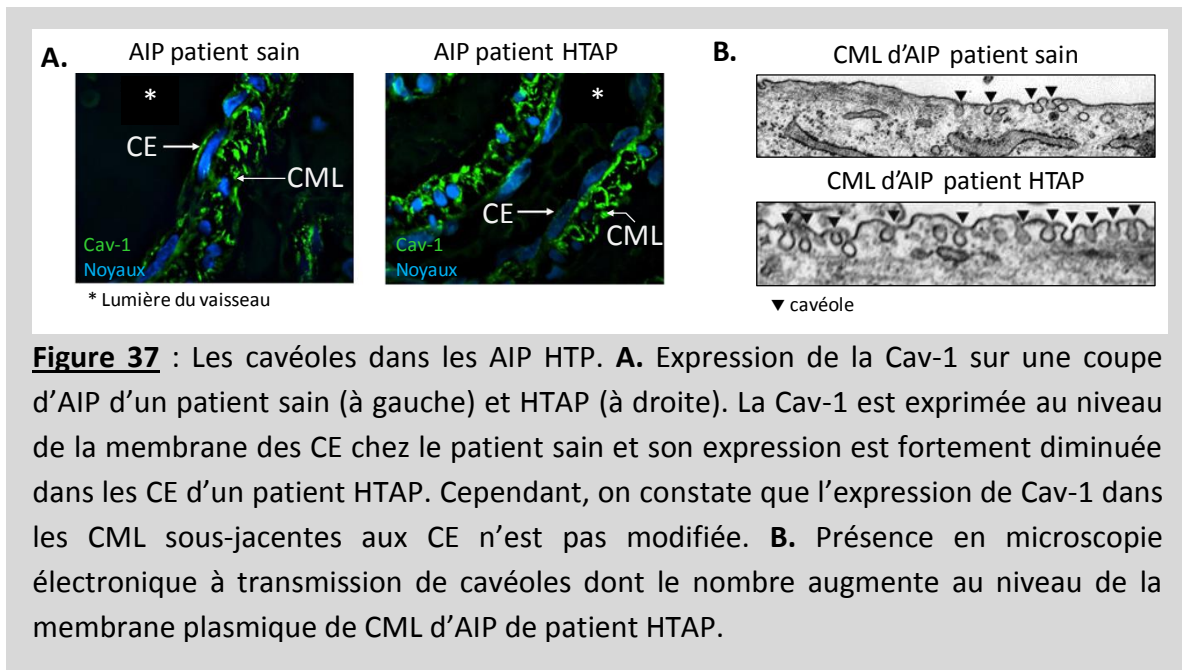 A.
AIP patient sain
AIP patient HTAP
B.
CML d’AIP patient sain
*
*
CE
CML
CE
CML
Cav-1
Noyaux
Cav-1
Noyaux
CML d’AIP patient HTAP
* Lumière du vaisseau
▼ cavéole
Figure 37 : Les cavéoles dans les AIP HTP. A. Expression de la Cav-1 sur une coupe
d’AIP d’un patient sain (à gauche) et HTAP (à droite). La Cav-1 est exprimée au niveau
de la membrane des CE chez le patient sain et son expression est fortement diminuée
dans les CE d’un patient HTAP. Cependant, on constate que l’expression de Cav-1 dans
les CML sous-jacentes aux CE n’est pas modifiée. B. Présence en microscopie
électronique à transmission de cavéoles dont le nombre augmente au niveau de la
membrane plasmique de CML d’AIP de patient HTAP.